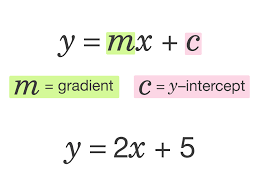 y = mx + c
m = gradient c = y–intercept
y = 2x + 5